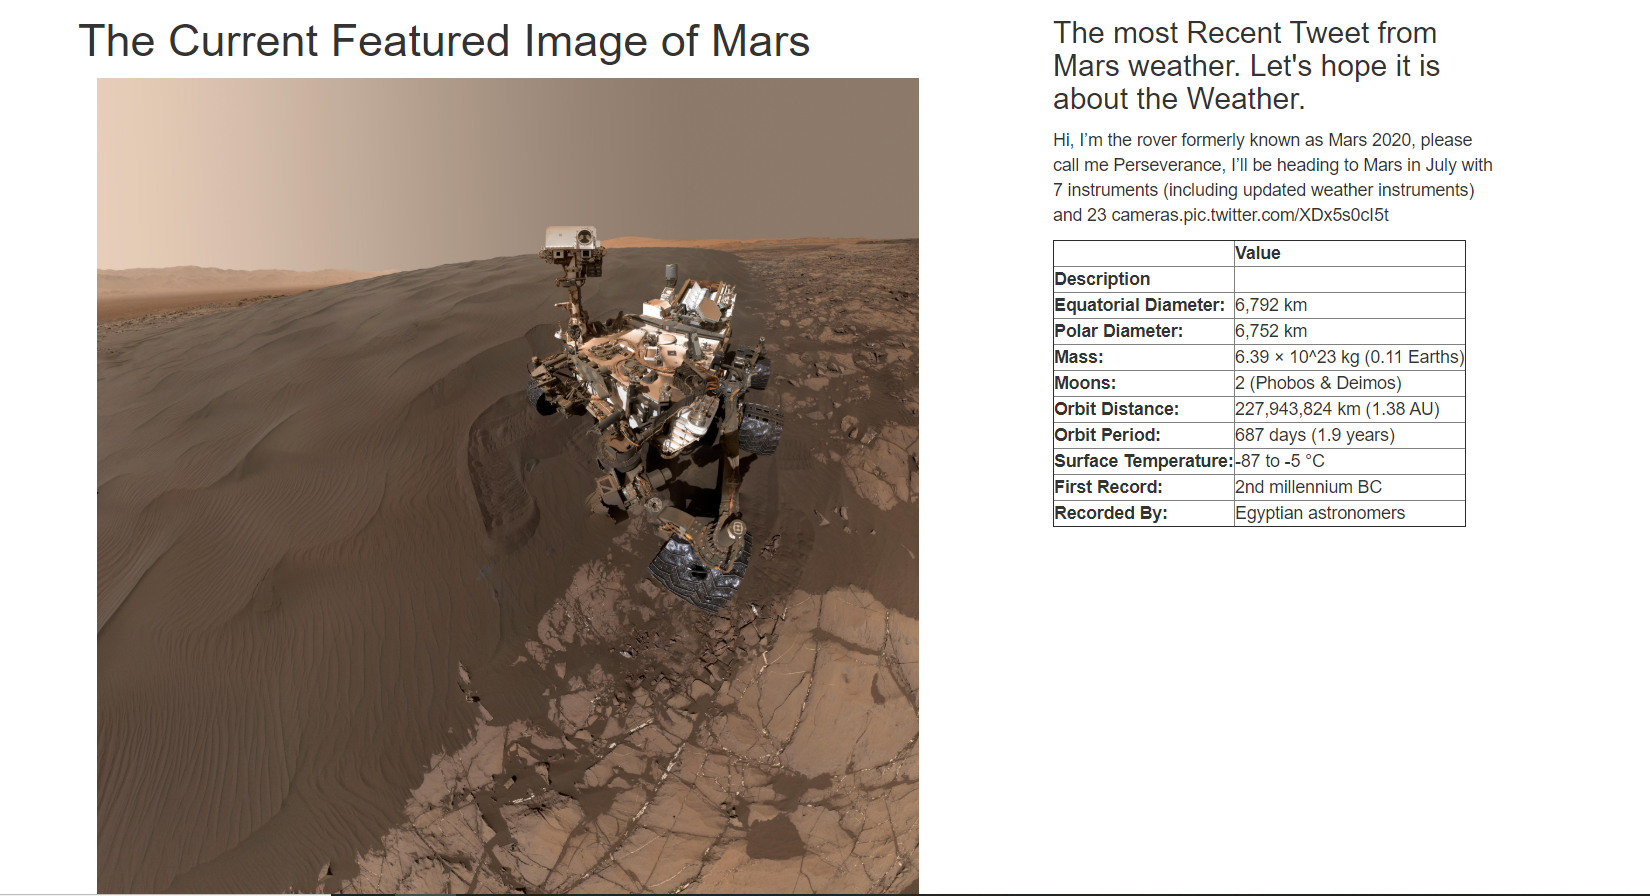 The Current Featured Image of Mars
The most Recent Tweet from
Mars weather. Let's hope it is
about the Weather.
Hi, I’m the rover formerly known as Mars 2020, please
call me Perseverance, I’ll be heading to Mars in July with
7 instruments (including updated weather instruments)
and 23 cameras.pic.twitter.com/XDx5s0cI5t
Value
Description
Equatorial Diameter: 6,792 km
Polar Diameter: 6,752 km
Mass: 6.39 × 10^23 kg (0.11 Earths)
Moons: 2 (Phobos & Deimos)
Orbit Distance: 227,943,824 km (1.38 AU)
Orbit Period: 687 days (1.9 years)
Surface Temperature: -87 to -5 °C
First Record: 2nd millennium BC
Recorded By: Egyptian astronomers